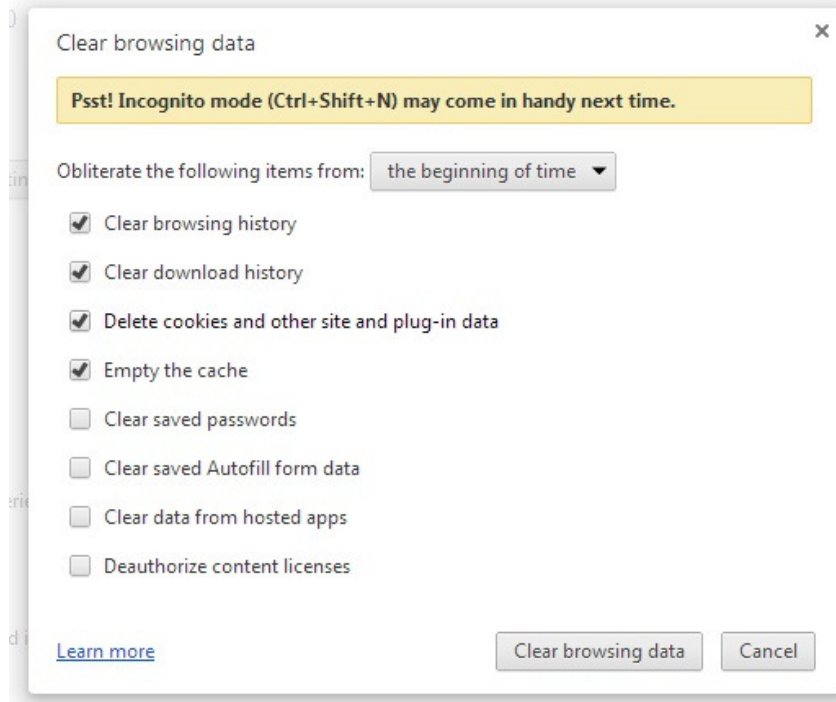 Clear browsing data
Psst! Incognito mode (Ctrl+Shift+N) may come in handy next time.
Obliterate the following items from: the beginning of time
Clear browsing history
Clear download history
Delete cookies and other site and plug-in data
Empty the cache
Clear saved passwords
Clear saved Autofill form data
Clear data from hosted apps
Deauthorize content licenses
Learn more Clear browsing data Cancel